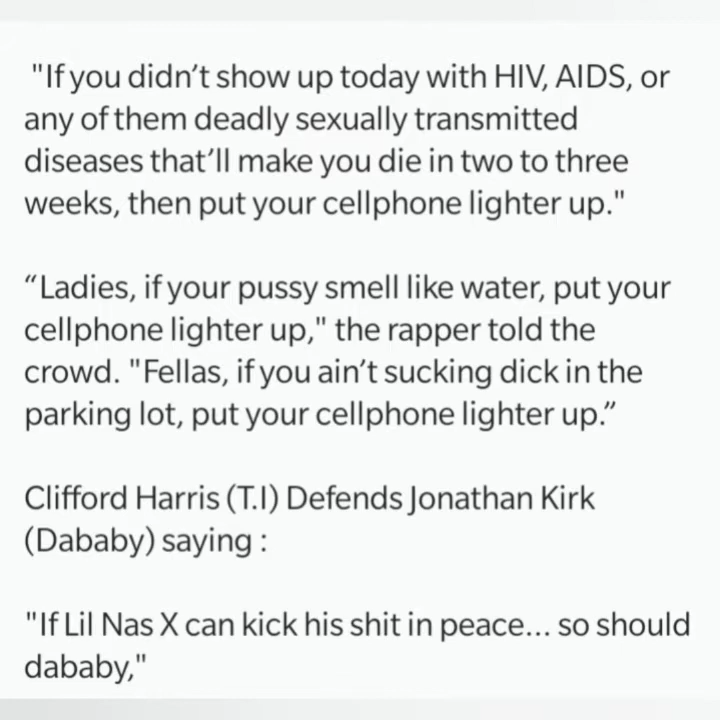 "If you didn’t show up today with HIV, AIDS, or
any of them deadly sexually transmitted
diseases that’ll make you die in two to three
weeks, then put your cellphone lighter up."
“Ladies, if your pussy smell like water, put your
cellphone lighter up," the rapper told the
crowd. "Fellas, if you ain’t sucking dick in the
parking lot, put your cellphone lighter up.”
Clifford Harris (T.I) Defends Jonathan Kirk
(Dababy) saying :
"If Lil Nas X can kick his shit in peace... so should
dababy,"